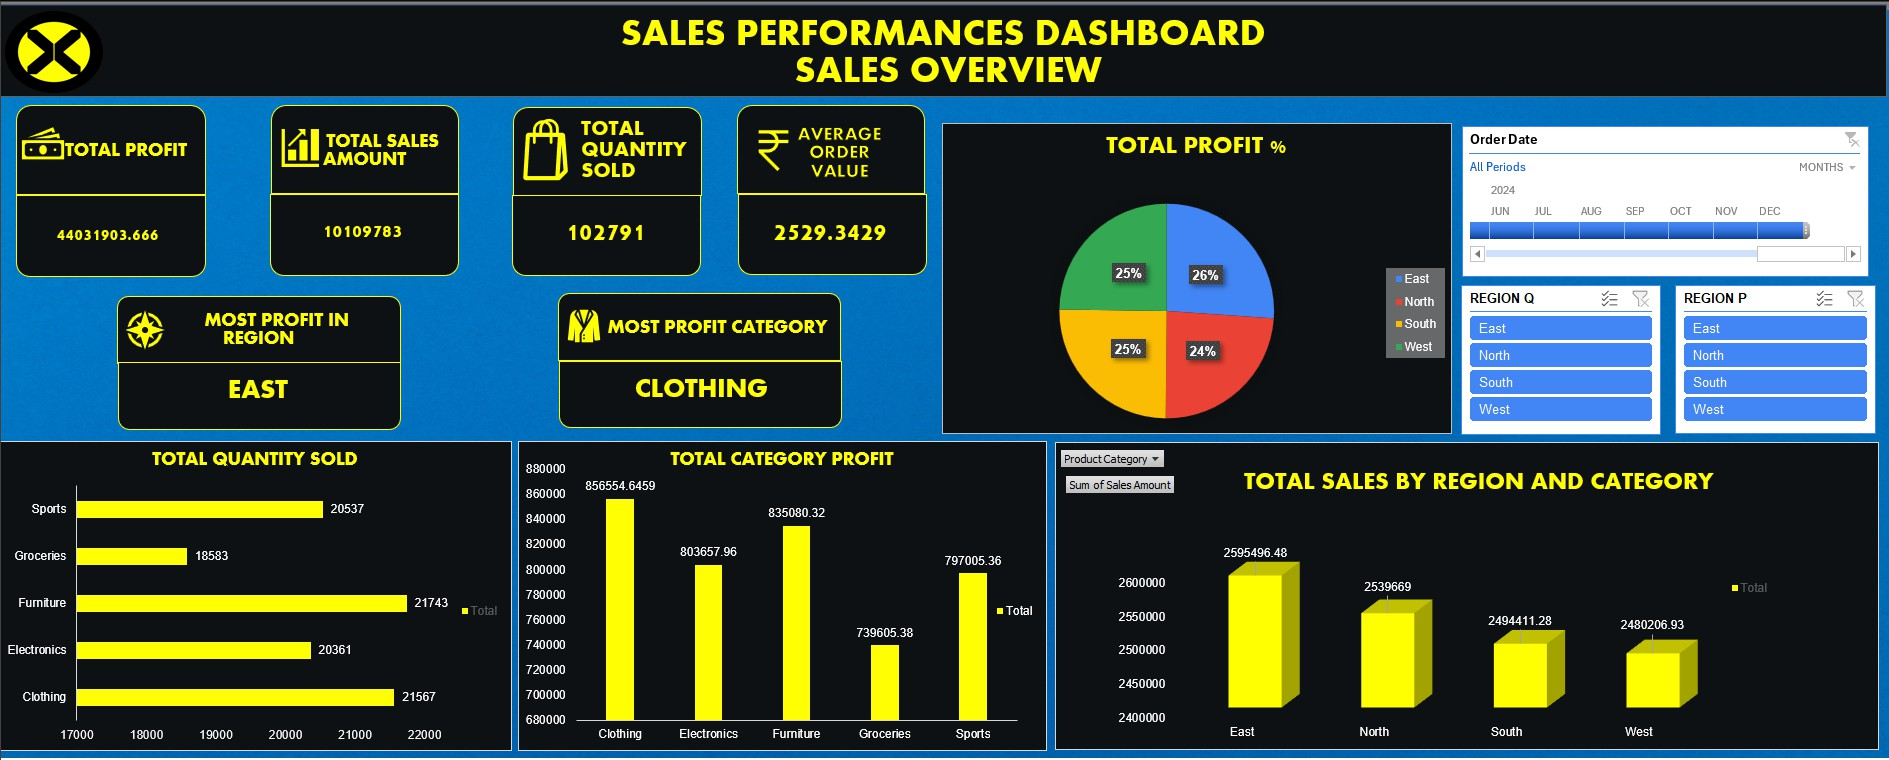 SALES PERFORMANCES DASHBOARD
SALES OVERVIEW
TOTAL PROFIT
44031903.666
TOTAL SALES
AMOUNT
10109783
TOTAL
QUANTITY
SOLD
102791
AVERAGE
ORDER
VALUE
2529.3429
MOST PROFIT IN
REGION
EAST
MOST PROFIT CATEGORY
CLOTHING
TOTAL PROFIT %
25%
26%
25%
24%
East
North
South
West
Order Date
All Periods
MONTHS
2024
JUN JUL AUG SEP OCT NOV DEC
REGION Q
East
North
South
West
REGION P
East
North
South
West
TOTAL QUANTITY SOLD
Sports 20537
Groceries 18583
Furniture 21743
Total
Electronics 20361
Clothing 21567
17000 18000 19000 20000 21000 22000
TOTAL CATEGORY PROFIT
880000
860000
840000
820000
800000
780000
760000
740000
720000
700000
680000
856554.6459
803657.96
835080.32
739605.38
797005.36
Total
Clothing Electronics Furniture Groceries Sports
Product Category
Sum of Sales Amount
TOTAL SALES BY REGION AND CATEGORY
2600000
2550000
2500000
2450000
2400000
2595496.48
2539669
2494411.28
2480206.93
Total
East North South West